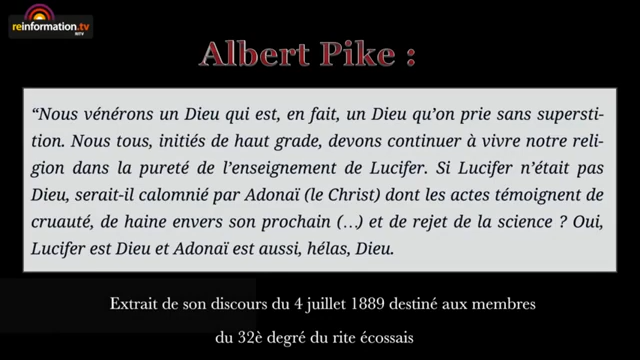 reinformation.tv
RITV
Albert Pike :
“Nous vénérons un Dieu qui est, en fait, un Dieu qu’on prie sans supersti-
tion. Nous tous, initiés de haut grade, devons continuer à vivre notre reli-
gion dans la pureté de l’enseignement de Lucifer. Si Lucifer n’était pas
Dieu, serait-il calomnié par Adonaï (le Christ) dont les actes témoignent de
cruauté, de haine envers son prochain (…) et de rejet de la science ? Oui,
Lucifer est Dieu et Adonaï est aussi, hélas, Dieu.
Extrait de son discours du 4 juillet 1889 destiné aux membres
du 32è degré du rite écossais